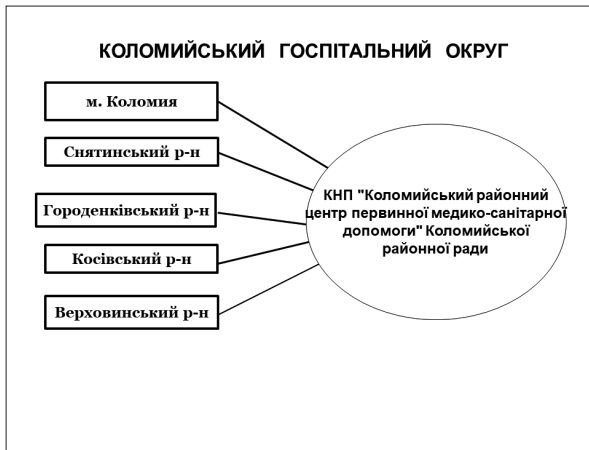 КОЛОМИЙСЬКИЙ ГОСПІТАЛЬНИЙ ОКРУГ
м. Коломия
Снятинський р-н
Городенківський р-н
Косівський р-н
Верховинський р-н
КНП "Коломийський районний
центр первинної медико-санітарної
допомоги" Коломийської
районної ради